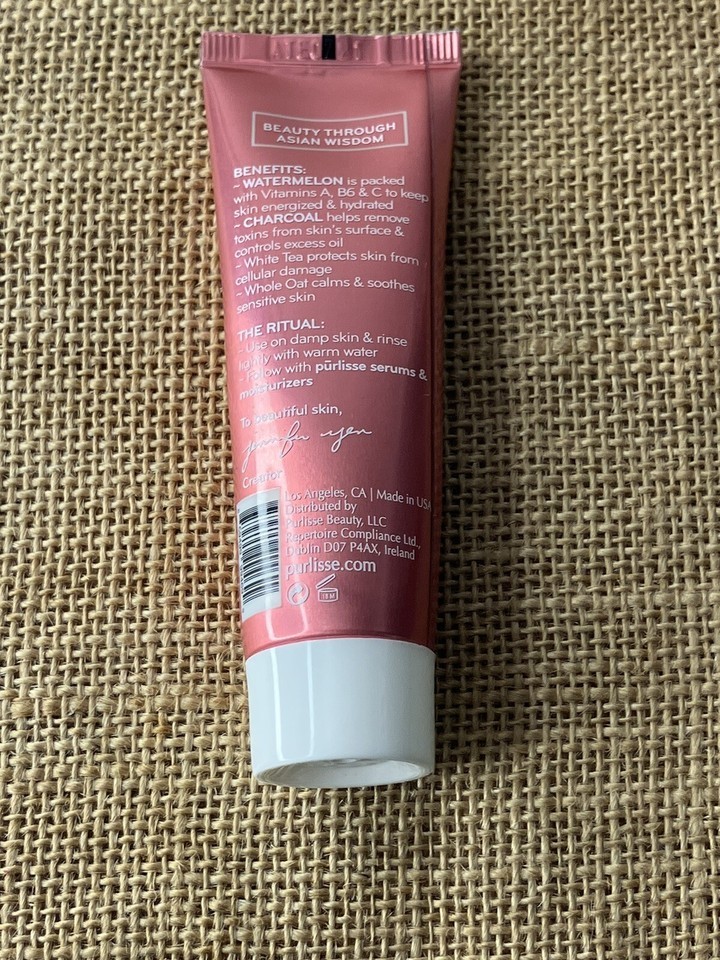 BEAUTY THROUGH
ASIAN WISDOM
BENEFITS:
~ WATERMELON is packed
with Vitamins A, B6 & C to keep
skin energized & hydrated
~ CHARCOAL helps remove
toxins from skin's surface &
controls excess oil
~ White Tea protects skin from
cellular damage
~ Whole Oat calms & soothes
sensitive skin
THE RITUAL:
~ Use on damp skin & rinse
lightly with warm water
~ Follow with pūrlisse serums &
moisturizers
To beautiful skin,
jennifer yen
Creator
Los Angeles, CA | Made in USA
Distributed by
Purlisse Beauty, LLC
Repertoire Compliance Ltd.,
Dublin D07 P4AX, Ireland
purlisse.com
18 M